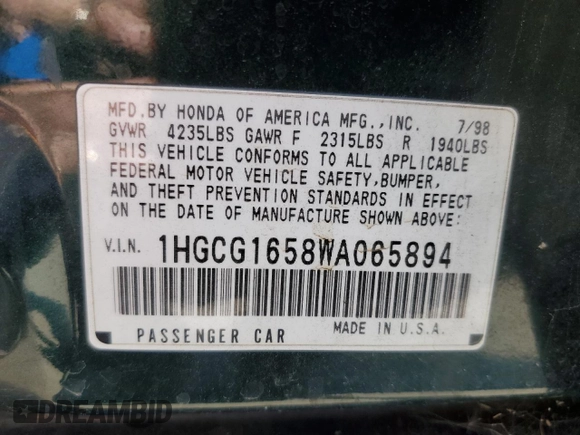 MFD. BY HONDA OF AMERICA MFG., INC. 7/98
GVWR 4235LBS GAWR F 2315LBS R 1940LBS
THIS VEHICLE CONFORMS TO ALL APPLICABLE
FEDERAL MOTOR VEHICLE SAFETY, BUMPER,
AND THEFT PREVENTION STANDARDS IN EFFECT
ON THE DATE OF MANUFACTURE SHOWN ABOVE:
V.I.N. 1HGCG1658WA065894
PASSENGER CAR MADE IN U.S.A.
DREAMBID